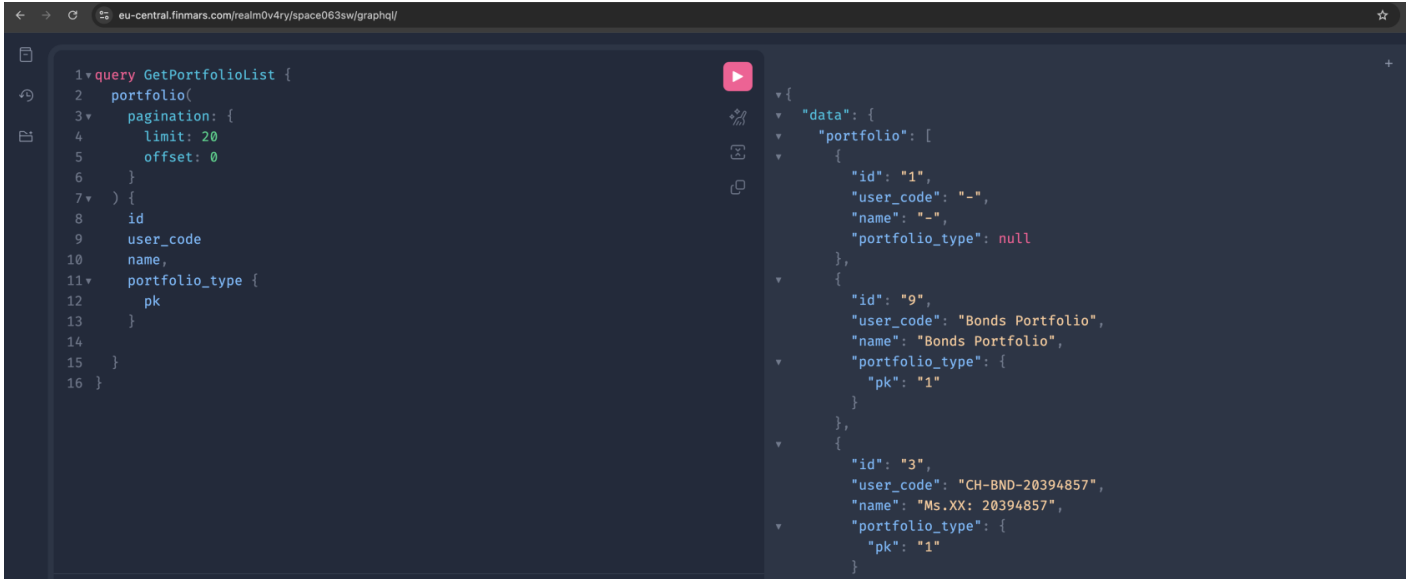 eu-central.finmars.com/realm0v4ry/space063sw/graphql/
1 query GetPortfolioList {
2 portfolio(
3 pagination: {
4 limit: 20
5 offset: 0
6 }
7 ) {
8 id
9 user_code
10 name,
11 portfolio_type {
12 pk
13 }
14
15 }
16 }
{
"data": {
"portfolio": [
{
"id": "1",
"user_code": "-",
"name": "-",
"portfolio_type": null
},
{
"id": "9",
"user_code": "Bonds Portfolio",
"name": "Bonds Portfolio",
"portfolio_type": {
"pk": "1"
}
},
{
"id": "3",
"user_code": "CH-BND-20394857",
"name": "Ms.XX: 20394857",
"portfolio_type": {
"pk": "1"
}